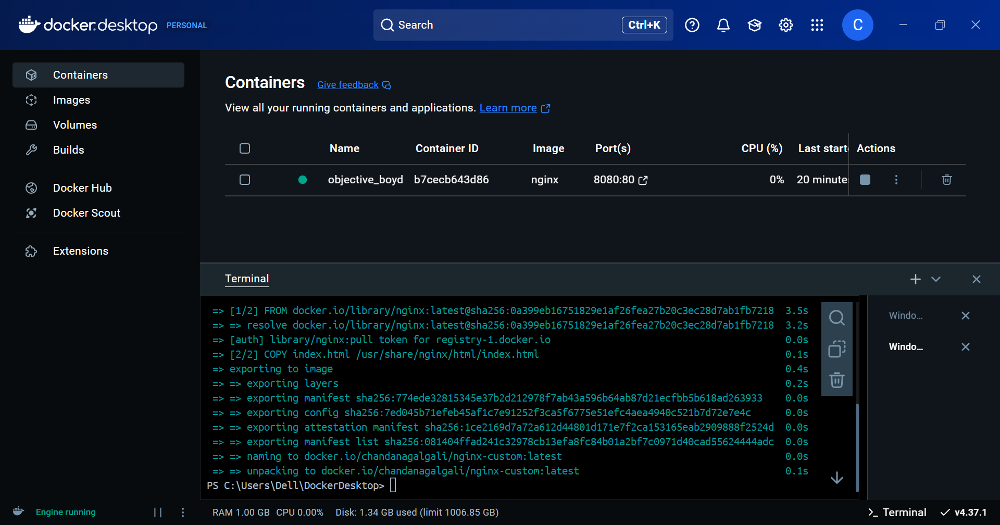 docker desktop PERSONAL
Search Ctrl+K
C
Containers
Images
Volumes
Builds
Docker Hub
Docker Scout
Extensions
Containers Give feedback
View all your running containers and applications. Learn more
Name Container ID Image Port(s) CPU (%) Last starte Actions
objective_boyd b7cecb643d86 nginx 8080:80 0% 20 minutes
Terminal
=> [1/2] FROM docker.io/library/nginx:latest@sha256:0a399eb16751829e1af26fea27b20c3ec28d7ab1fb7218 3.5s
=> => resolve docker.io/library/nginx:latest@sha256:0a399eb16751829e1af26fea27b20c3ec28d7ab1fb7218 3.2s
=> [auth] library/nginx:pull token for registry-1.docker.io 0.0s
=> [2/2] COPY index.html /usr/share/nginx/html/index.html 0.1s
=> exporting to image 0.4s
=> => exporting layers 0.2s
=> => exporting manifest sha256:774ede32815345e37b2d212978f7ab43a596b64ab87d21ecfbb5b618ad263933 0.0s
=> => exporting config sha256:7ed045b71efeb45af1c7e91252f3ca5f6775e51efc4aea4940c521b7d72e7e4c 0.0s
=> => exporting attestation manifest sha256:1ce2169d7a72a612d44801d171e7f2ca153165eab2909888f2524d 0.0s
=> => exporting manifest list sha256:081404ffad241c32978cb13efa8fc84b01a2bf7c0971d40cad55624444adc 0.0s
=> => naming to docker.io/chandanagalgali/nginx-custom:latest 0.0s
=> => unpacking to docker.io/chandanagalgali/nginx-custom:latest 0.1s
PS C:\Users\Dell\DockerDesktop>
Windo...
Windo...
Engine running
RAM 1.00 GB CPU 0.00% Disk: 1.34 GB used (limit 1006.85 GB)
>_ Terminal v4.37.1